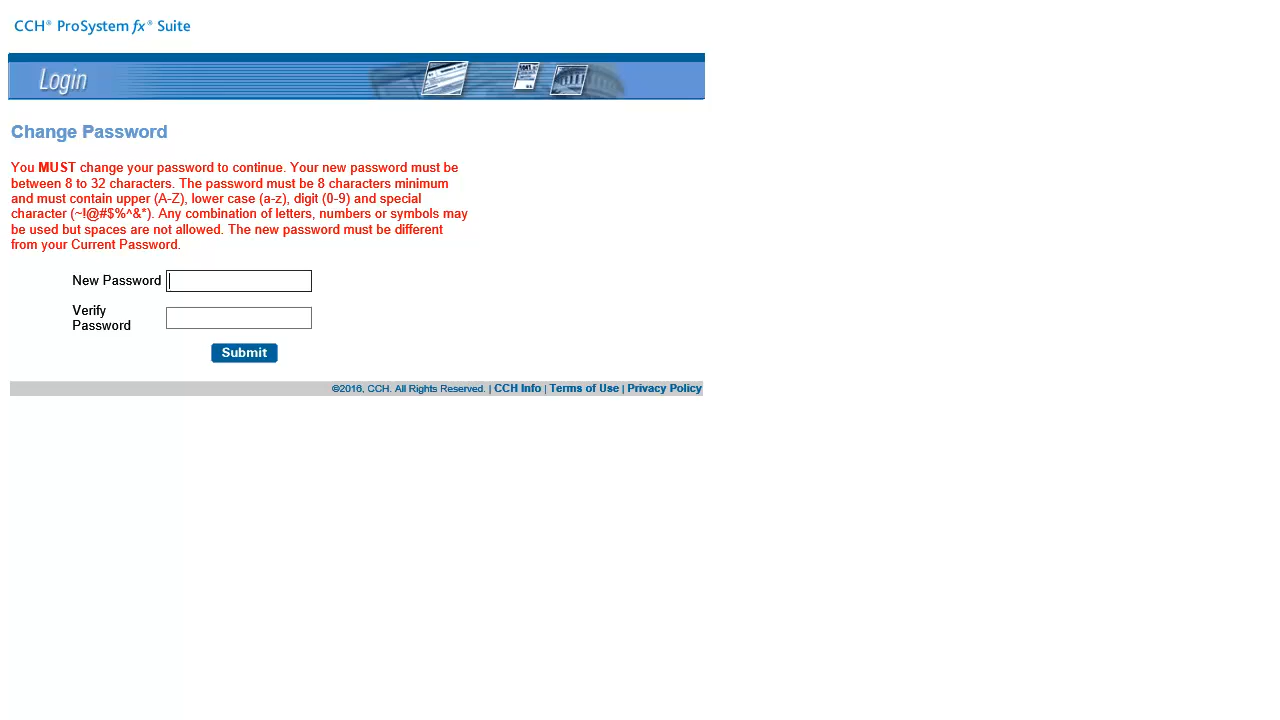 CCH® ProSystem fx® Suite
Login
Change Password
You MUST change your password to continue. Your new password must be
between 8 to 32 characters. The password must be 8 characters minimum
and must contain upper (A-Z), lower case (a-z), digit (0-9) and special
character (~!@#$%^&*). Any combination of letters, numbers or symbols may
be used but spaces are not allowed. The new password must be different
from your Current Password.
New Password
Verify
Password
Submit
©2016, CCH. All Rights Reserved. | CCH Info | Terms of Use | Privacy Policy